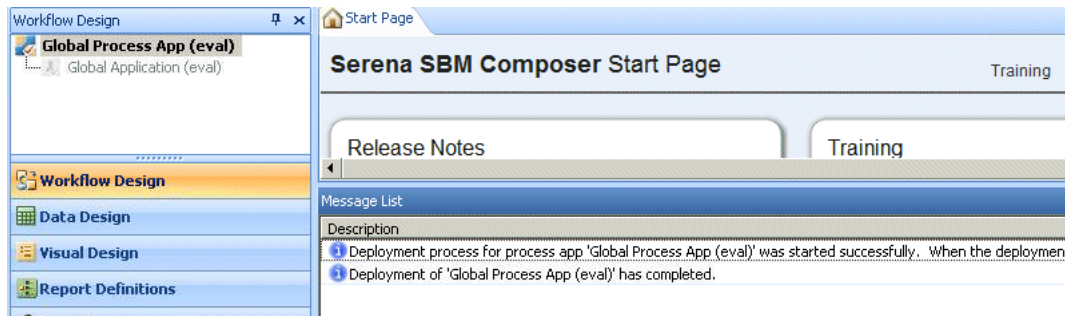 Workflow Design
Global Process App (eval)
Global Application (eval)
Workflow Design
Data Design
Visual Design
Report Definitions
Start Page
Serena SBM Composer Start Page
Training
Release Notes
Training
Message List
Description
Deployment process for process app 'Global Process App (eval)' was started successfully. When the deploymen
Deployment of 'Global Process App (eval)' has completed.